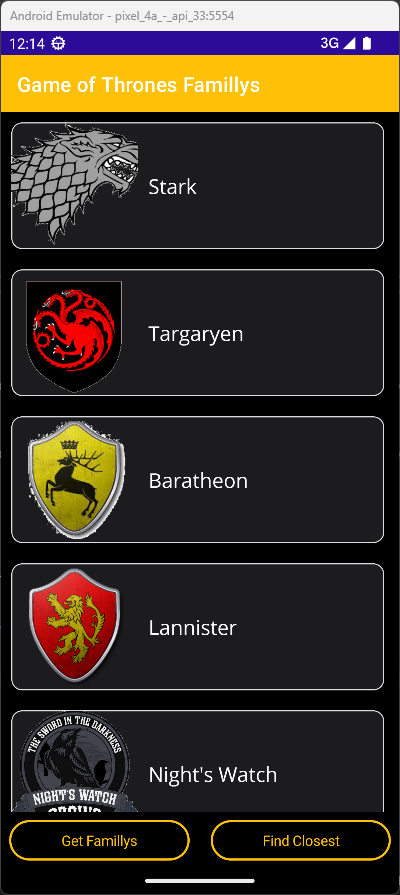 Android Emulator - pixel_4a_-_api_33:5554
12:14 3G
Game of Thrones Famillys
Stark
Targaryen
Baratheon
Lannister
THE SWORD IN THE DARKNESS
NIGHT'S WATCH
Night's Watch
Get Famillys Find Closest